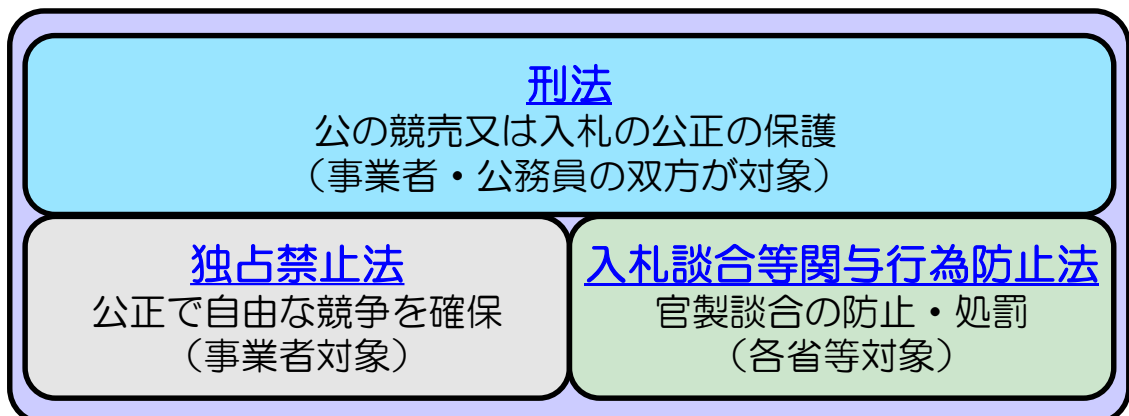 刑法
公の競売又は入札の公正の保護
（事業者・公務員の双方が対象）
独占禁止法
公正で自由な競争を確保
（事業者対象）
入札談合等関与行為防止法
官製談合の防止・処罰
（各省等対象）